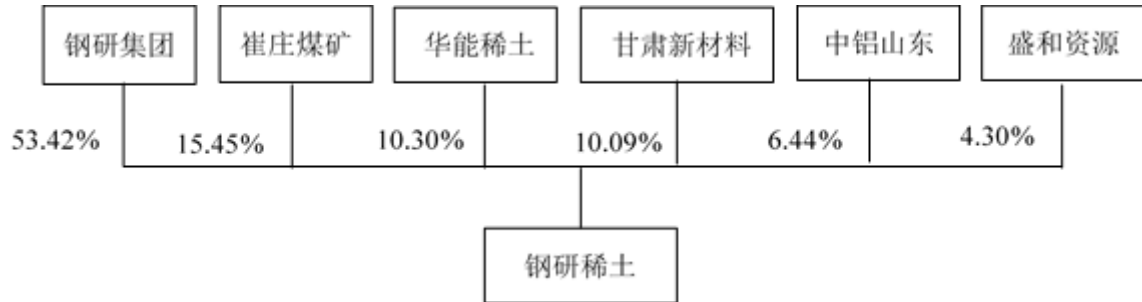 钢研集团
崔庄煤矿
华能稀土
甘肃新材料
中铝山东
盛和资源
53.42%
15.45%
10.30%
10.09%
6.44%
4.30%
钢研稀土